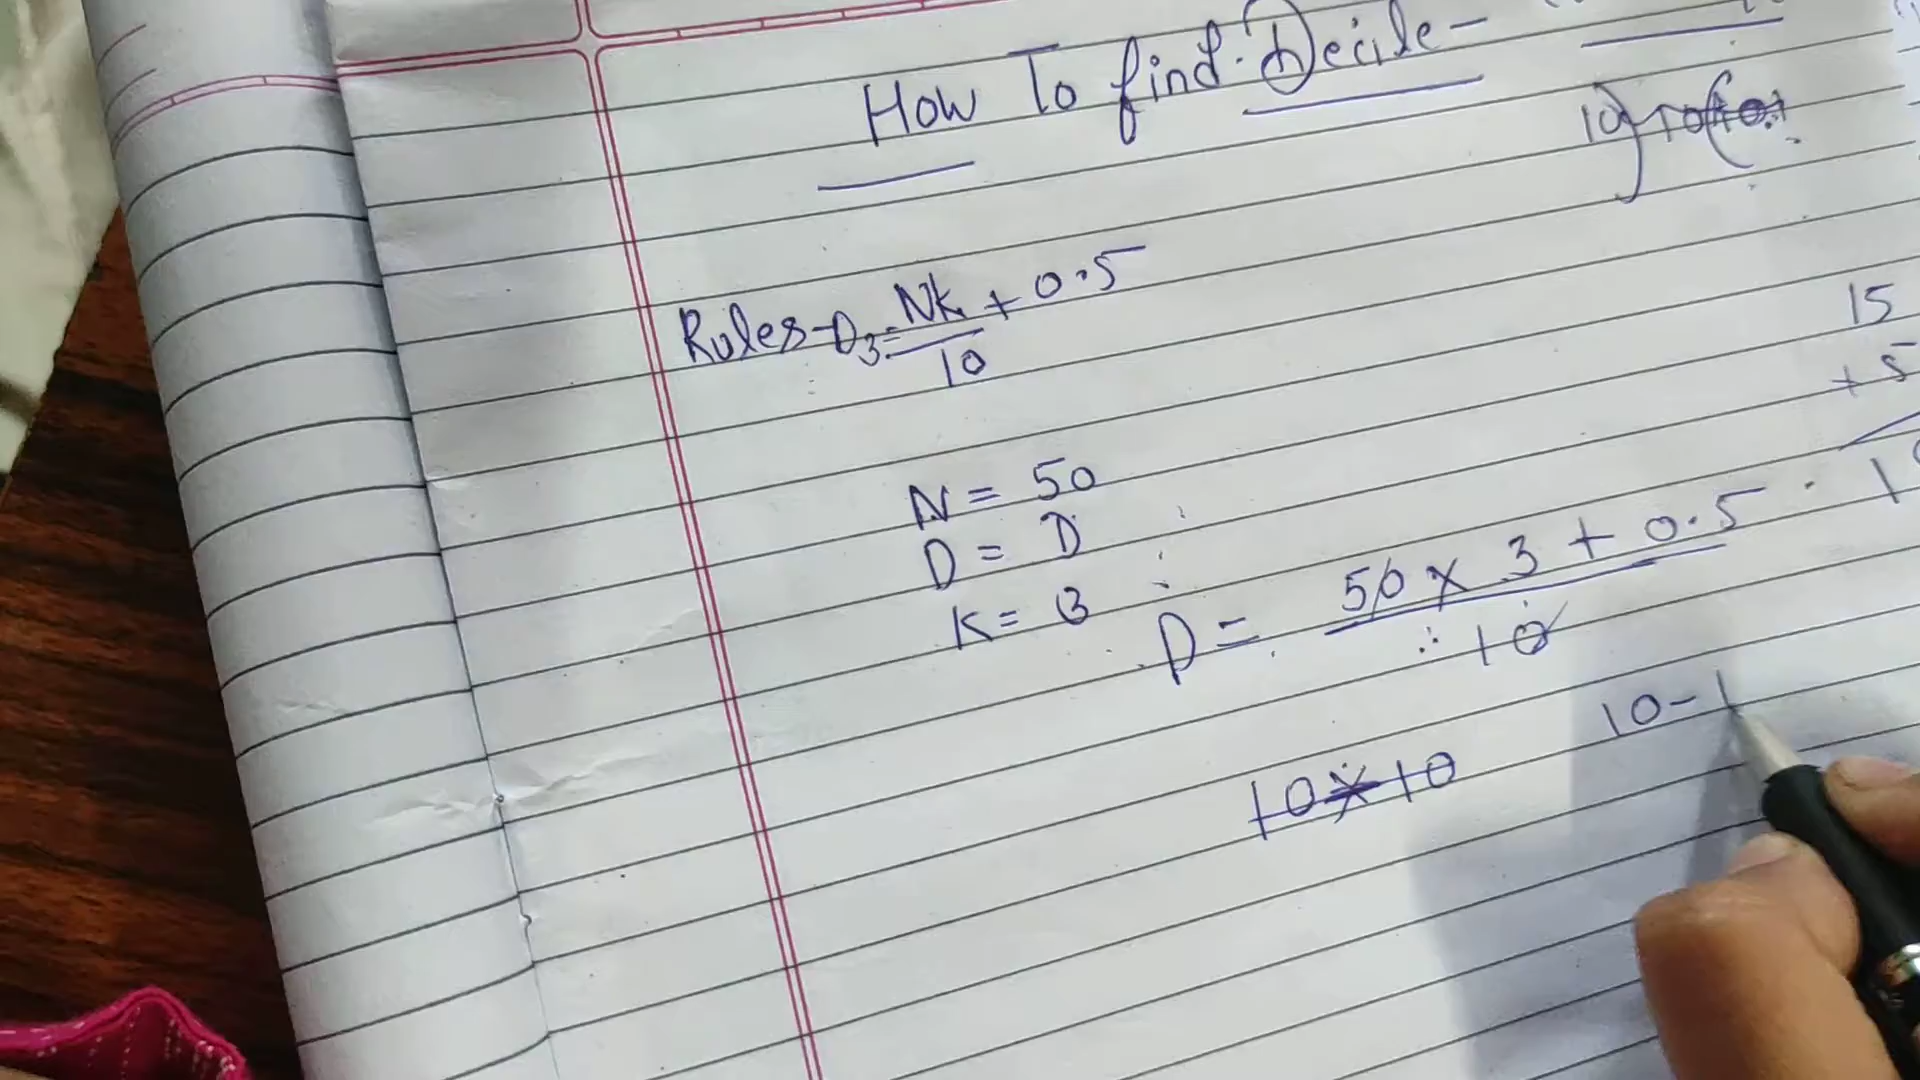 How To find Decile-
10
Rules-D3=Nk/10 + 0.5
15
+ 5
N = 50
D = D
K = 3
D = 50 x 3 + 0.5
10
10-1
10x10